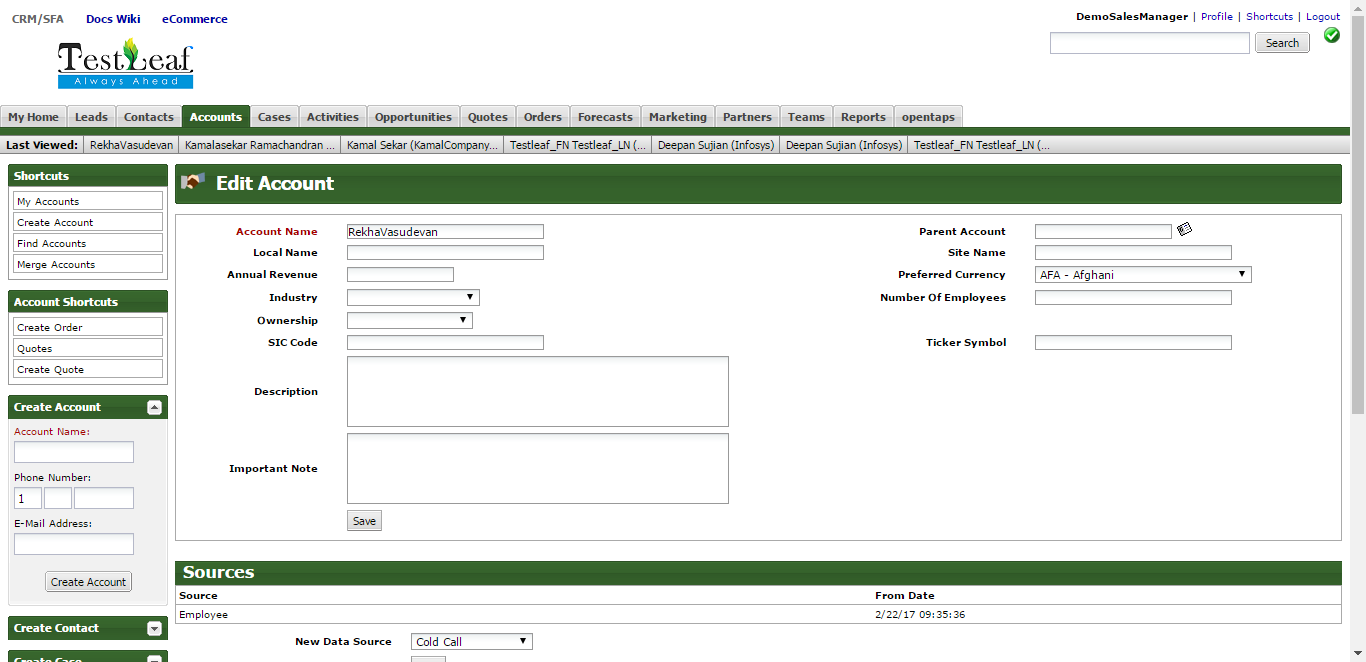 CRM/SFA Docs Wiki eCommerce
DemoSalesManager | Profile | Shortcuts | Logout
TestLeaf
Always Ahead
Search
My Home Leads Contacts Accounts Cases Activities Opportunities Quotes Orders Forecasts Marketing Partners Teams Reports opentaps
Last Viewed: RekhaVasudevan Kamalasekar Ramachandran ... Kamal Sekar (KamalCompany... Testleaf_FN Testleaf_LN (... Deepan Sujian (Infosys) Deepan Sujian (Infosys) Testleaf_FN Testleaf_LN (...
Shortcuts
My Accounts
Create Account
Find Accounts
Merge Accounts
Account Shortcuts
Create Order
Quotes
Create Quote
Create Account
Account Name:
Phone Number:
1
E-Mail Address:
Create Account
Create Contact
Create Case
Edit Account
Account Name RekhaVasudevan Parent Account
Local Name Site Name
Annual Revenue Preferred Currency AFA - Afghani
Industry Number Of Employees
Ownership
SIC Code Ticker Symbol
Description
Important Note
Save
Sources
Source From Date
Employee 2/22/17 09:35:36
New Data Source Cold Call